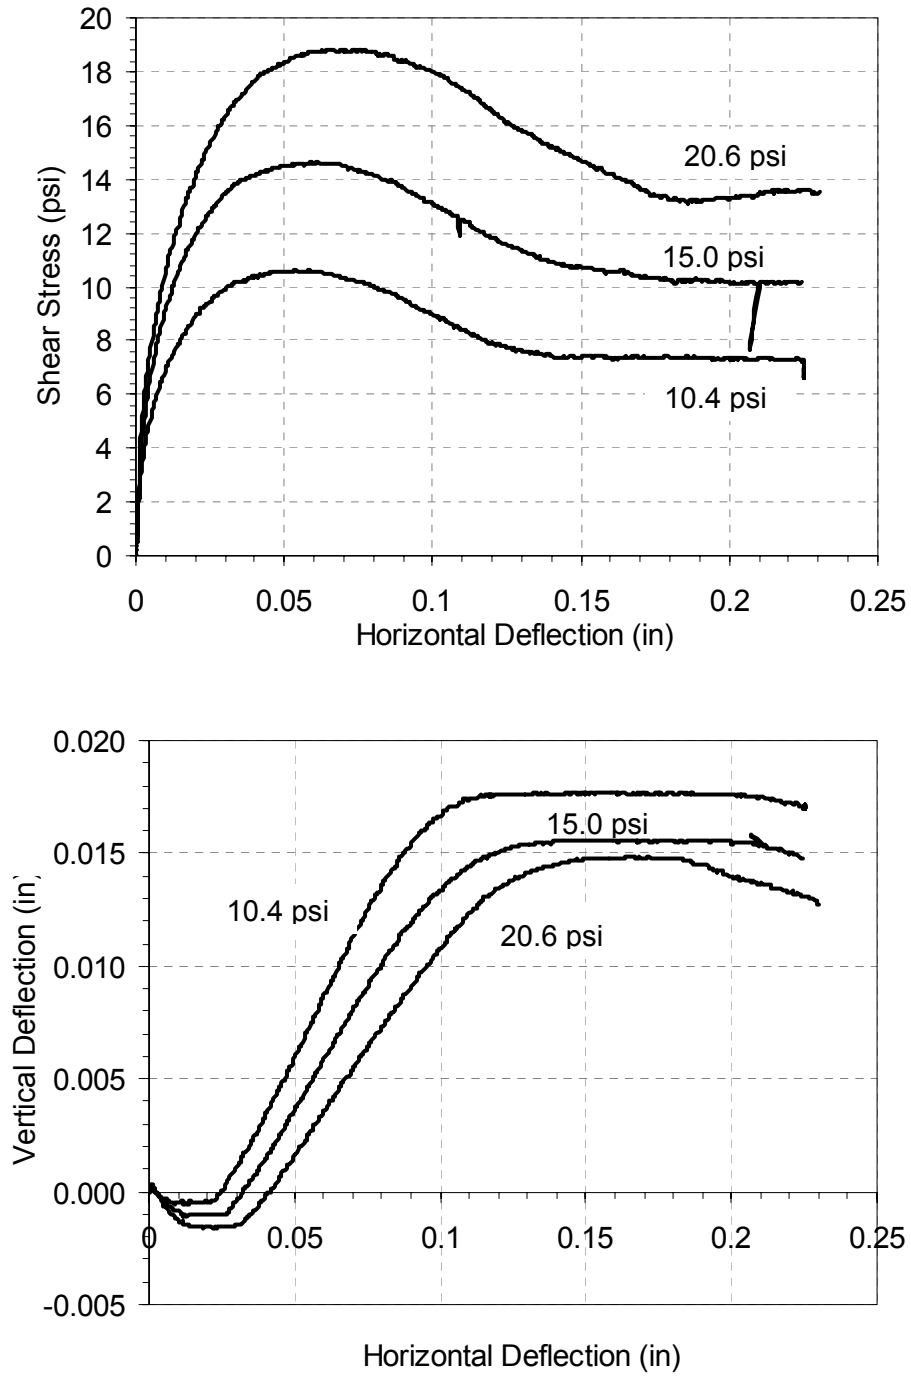 20
18
16
14
12
10
8
6
4
2
0
Shear Stress (psi)
20.6 psi
15.0 psi
10.4 psi
0 0.05 0.1 0.15 0.2 0.25
Horizontal Deflection (in)
0.020
0.015
0.010
0.005
0.000
-0.005
Vertical Deflection (in)
15.0 psi
10.4 psi
20.6 psi
0 0.05 0.1 0.15 0.2 0.25
Horizontal Deflection (in)